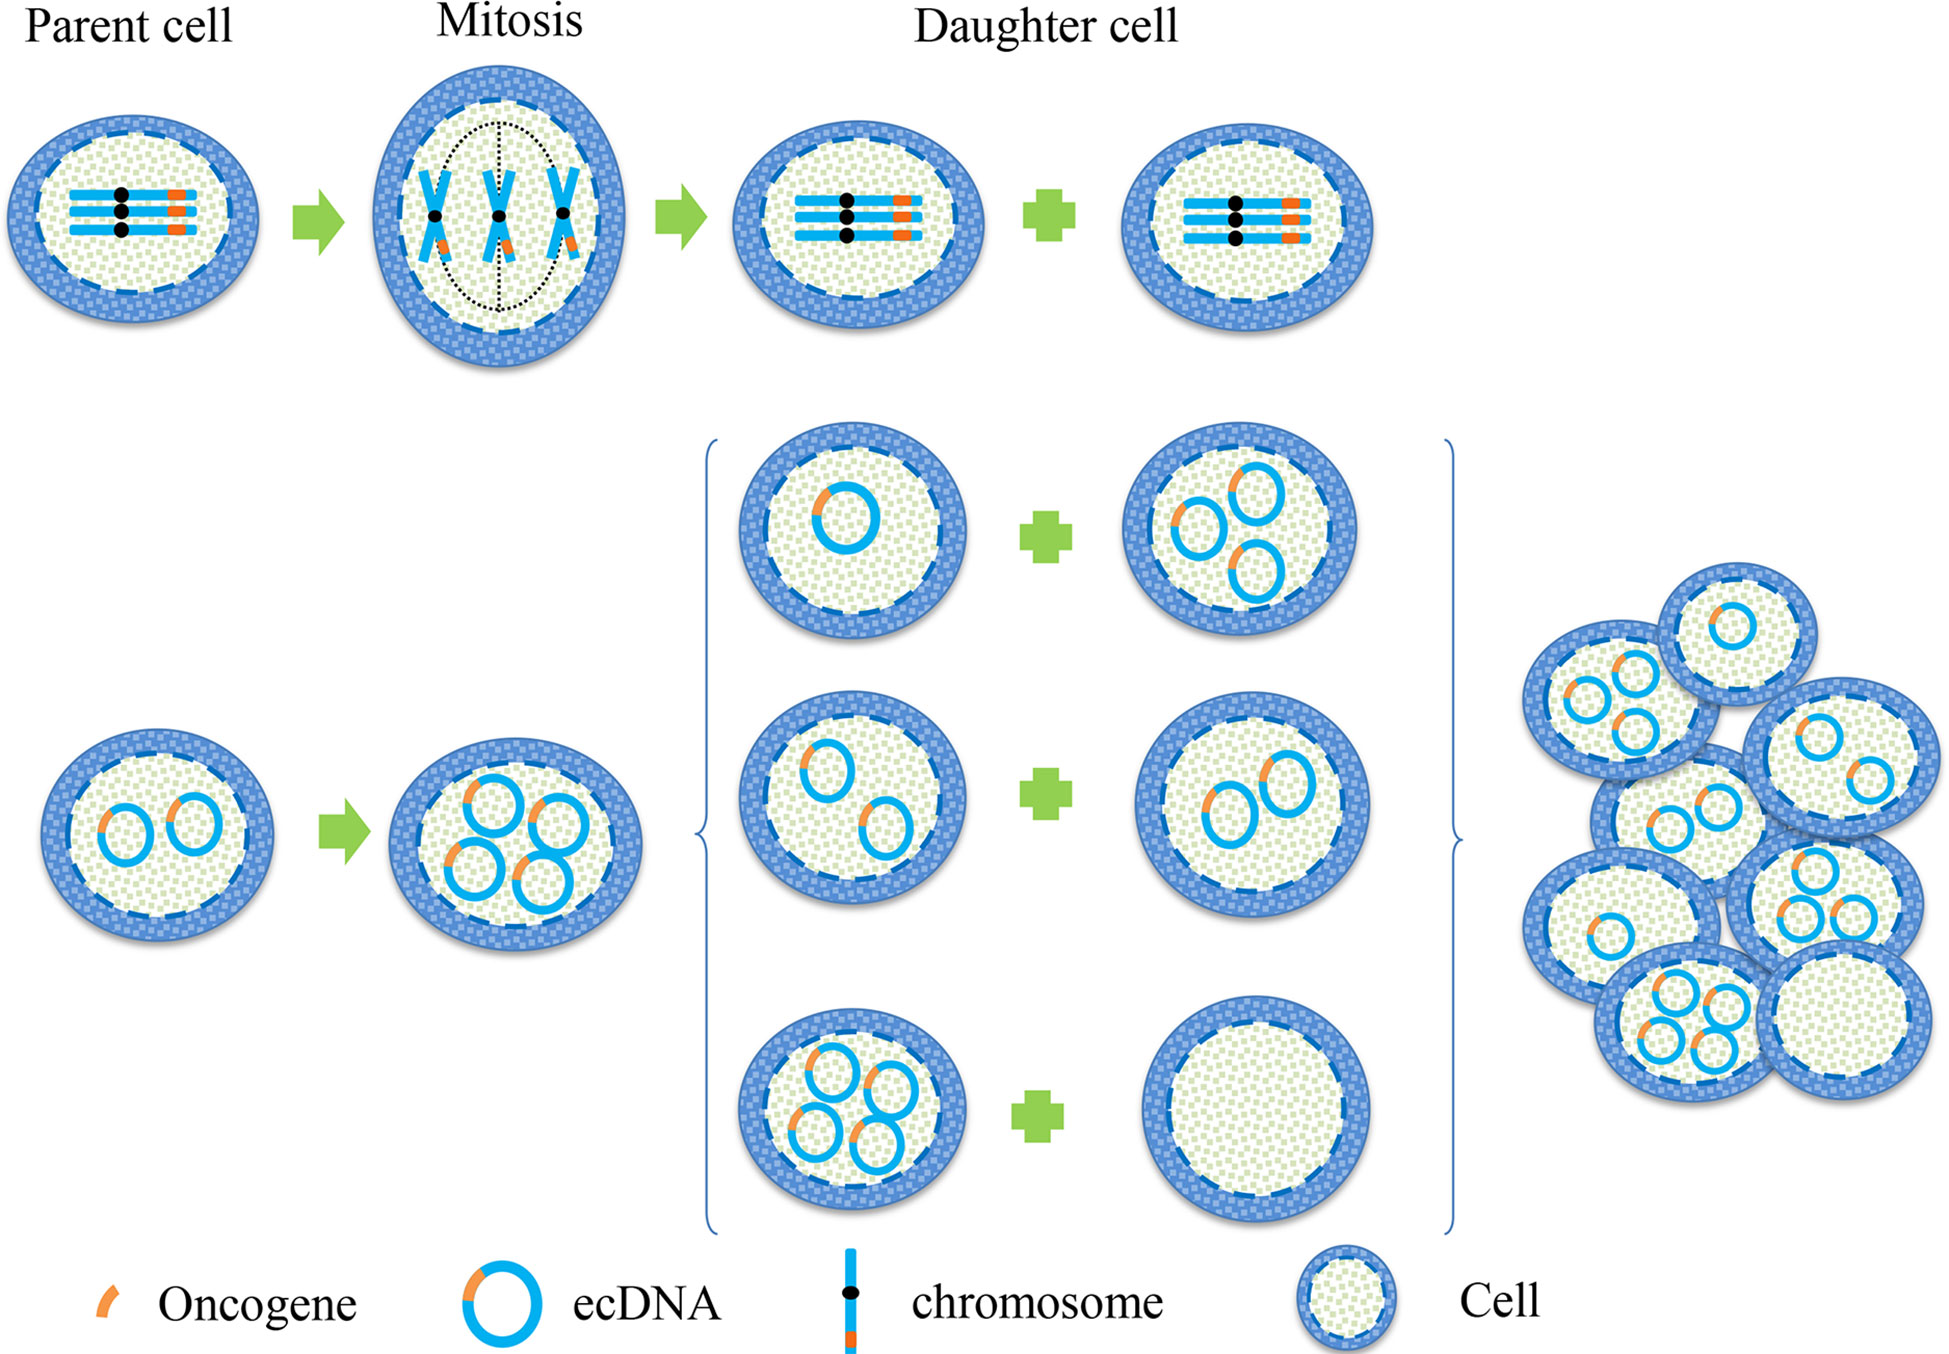 Parent cell
Mitosis
Daughter cell
Oncogene
ecDNA
chromosome
Cell